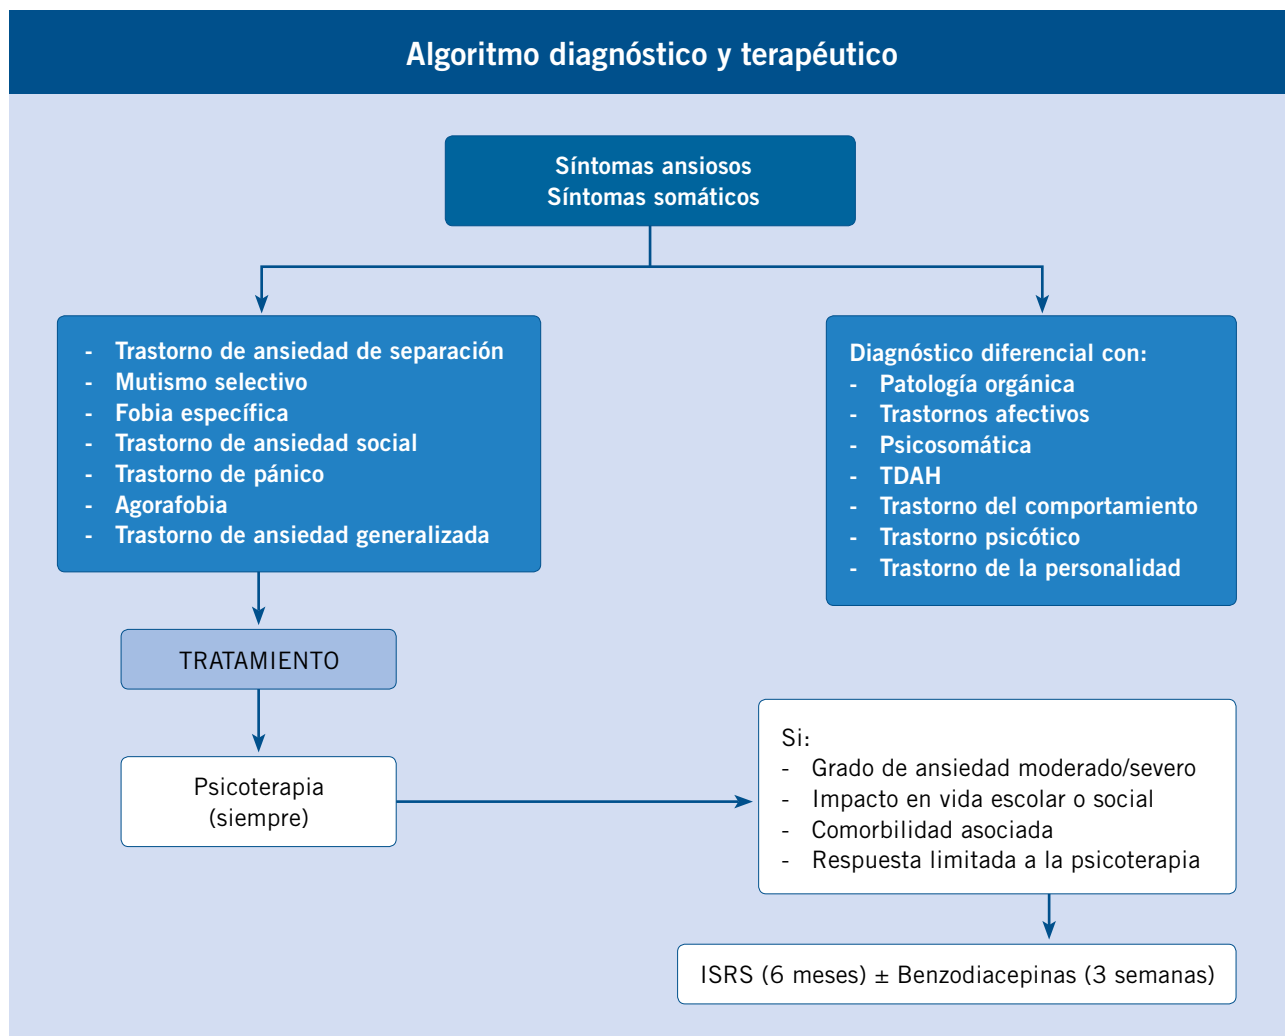 Algoritmo diagnóstico y terapéutico
Síntomas ansiosos
Síntomas somáticos
- Trastorno de ansiedad de separación
- Mutismo selectivo
- Fobia específica
- Trastorno de ansiedad social
- Trastorno de pánico
- Agorafobia
- Trastorno de ansiedad generalizada
Diagnóstico diferencial con:
- Patología orgánica
- Trastornos afectivos
- Psicosomática
- TDAH
- Trastorno del comportamiento
- Trastorno psicótico
- Trastorno de la personalidad
TRATAMIENTO
Psicoterapia
(siempre)
Si:
- Grado de ansiedad moderado/severo
- Impacto en vida escolar o social
- Comorbilidad asociada
- Respuesta limitada a la psicoterapia
ISRS (6 meses) ± Benzodiacepinas (3 semanas)